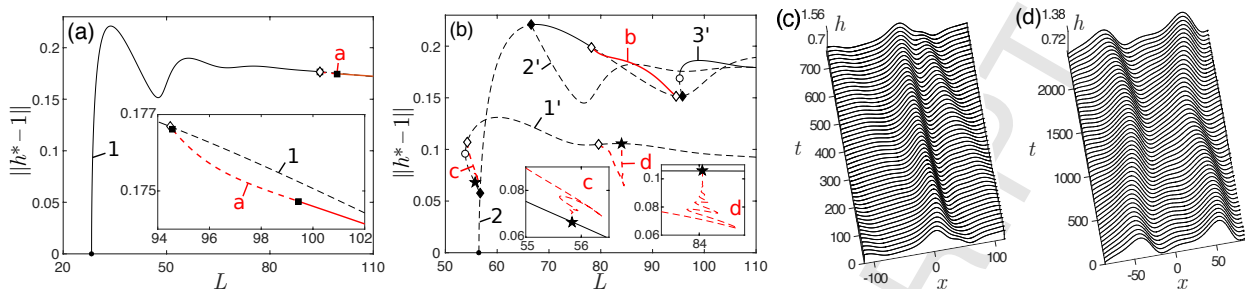 (a)
||h* − 1||
0.2
0.15
0.1
0.05
0
20
50
80
110
L
1
a
0.177
0.175
94
96
98
100
102
1
a
(b)
||h* − 1||
0.2
0.15
0.1
0.05
0
50
60
70
80
90
100
110
L
b
3'
2'
1'
c
d
2
0.08
0.06
55
56
c
0.1
0.08
0.06
84
d
(c)
1.56
h
0.7
700
600
500
400
300
200
100
0
t
-100
0
100
x
(d)
1.38
h
0.72
2000
1500
1000
500
0
t
-50
0
50
x
RIPT